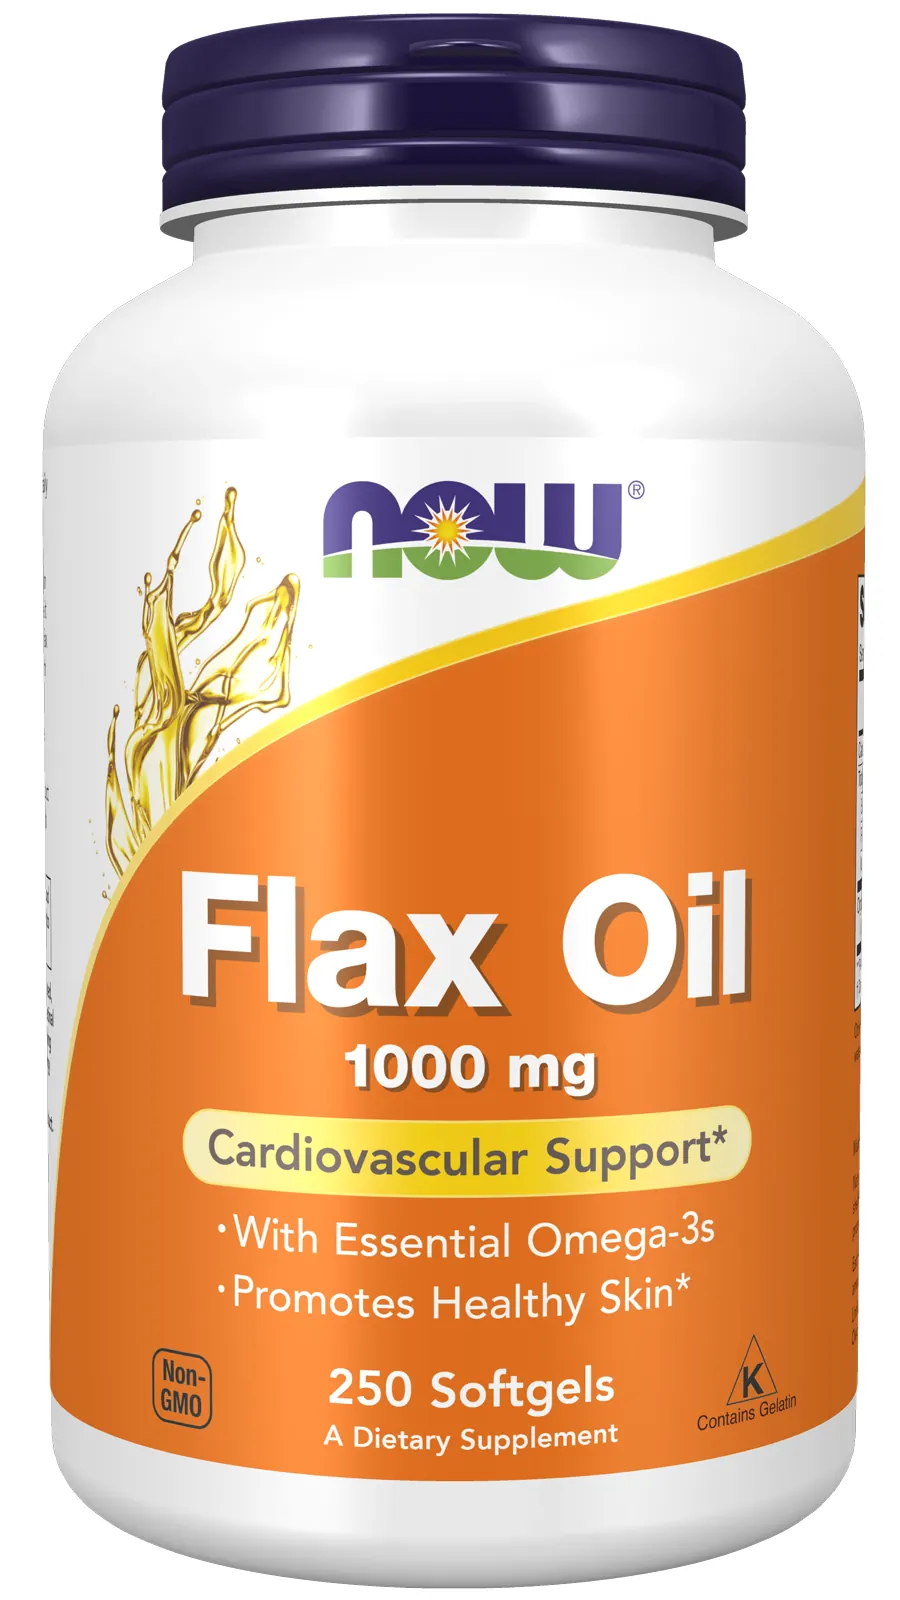 now®
Flax Oil
1000 mg
Cardiovascular Support*
•With Essential Omega-3s
•Promotes Healthy Skin*
Non-
GMO
250 Softgels
A Dietary Supplement
K
Contains Gelatin